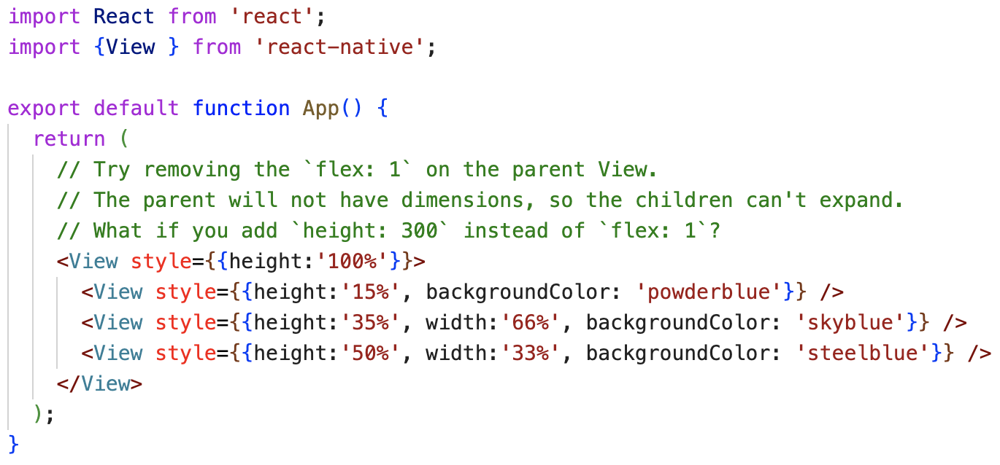 import React from 'react';
import {View } from 'react-native';

export default function App() {
  return (
    // Try removing the `flex: 1` on the parent View.
    // The parent will not have dimensions, so the children can't expand.
    // What if you add `height: 300` instead of `flex: 1`?
    <View style={{height:'100%'}}>
      <View style={{height:'15%', backgroundColor: 'powderblue'}} />
      <View style={{height:'35%', width:'66%', backgroundColor: 'skyblue'}} />
      <View style={{height:'50%', width:'33%', backgroundColor: 'steelblue'}} />
    </View>
  );
}